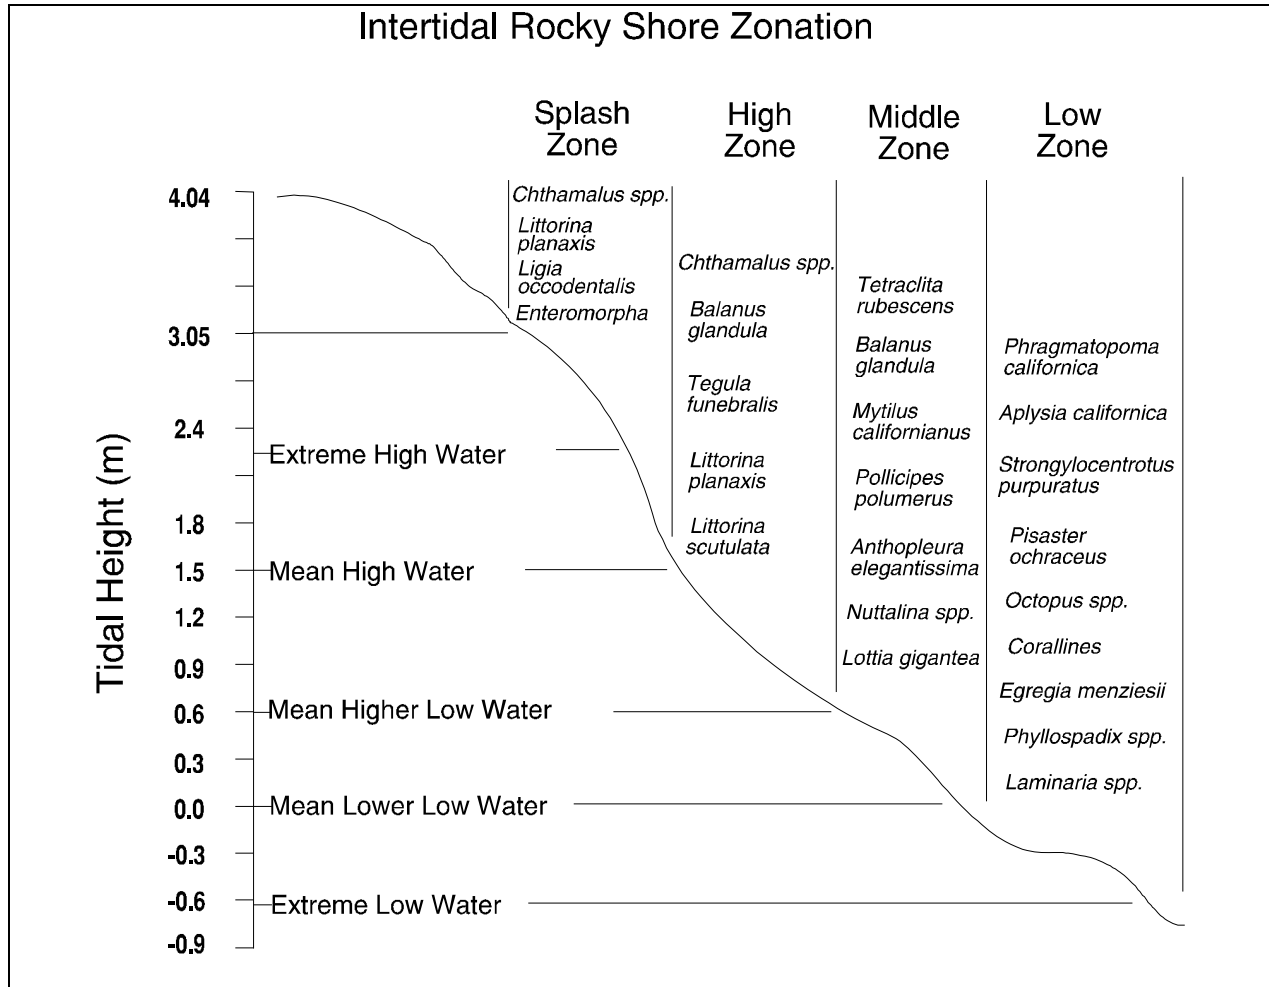 Intertidal Rocky Shore Zonation
Splash
Zone
High
Zone
Middle
Zone
Low
Zone
Chthamalus spp.
Littorina
planaxis
Ligia
occodentalis
Enteromorpha
Chthamalus spp.
Balanus
glandula
Tegula
funebralis
Littorina
planaxis
Littorina
scutulata
Tetraclita
rubescens
Balanus
glandula
Mytilus
californianus
Pollicipes
polumerus
Anthopleura
elegantissima
Nuttalina spp.
Lottia gigantea
Phragmatopoma
californica
Aplysia californica
Strongylocentrotus
purpuratus
Pisaster
ochraceus
Octopus spp.
Corallines
Egregia menziesii
Phyllospadix spp.
Laminaria spp.
Tidal Height (m)
4.04
3.05
2.4
1.8
1.5
1.2
0.9
0.6
0.3
0.0
-0.3
-0.6
-0.9
Extreme High Water
Mean High Water
Mean Higher Low Water
Mean Lower Low Water
Extreme Low Water